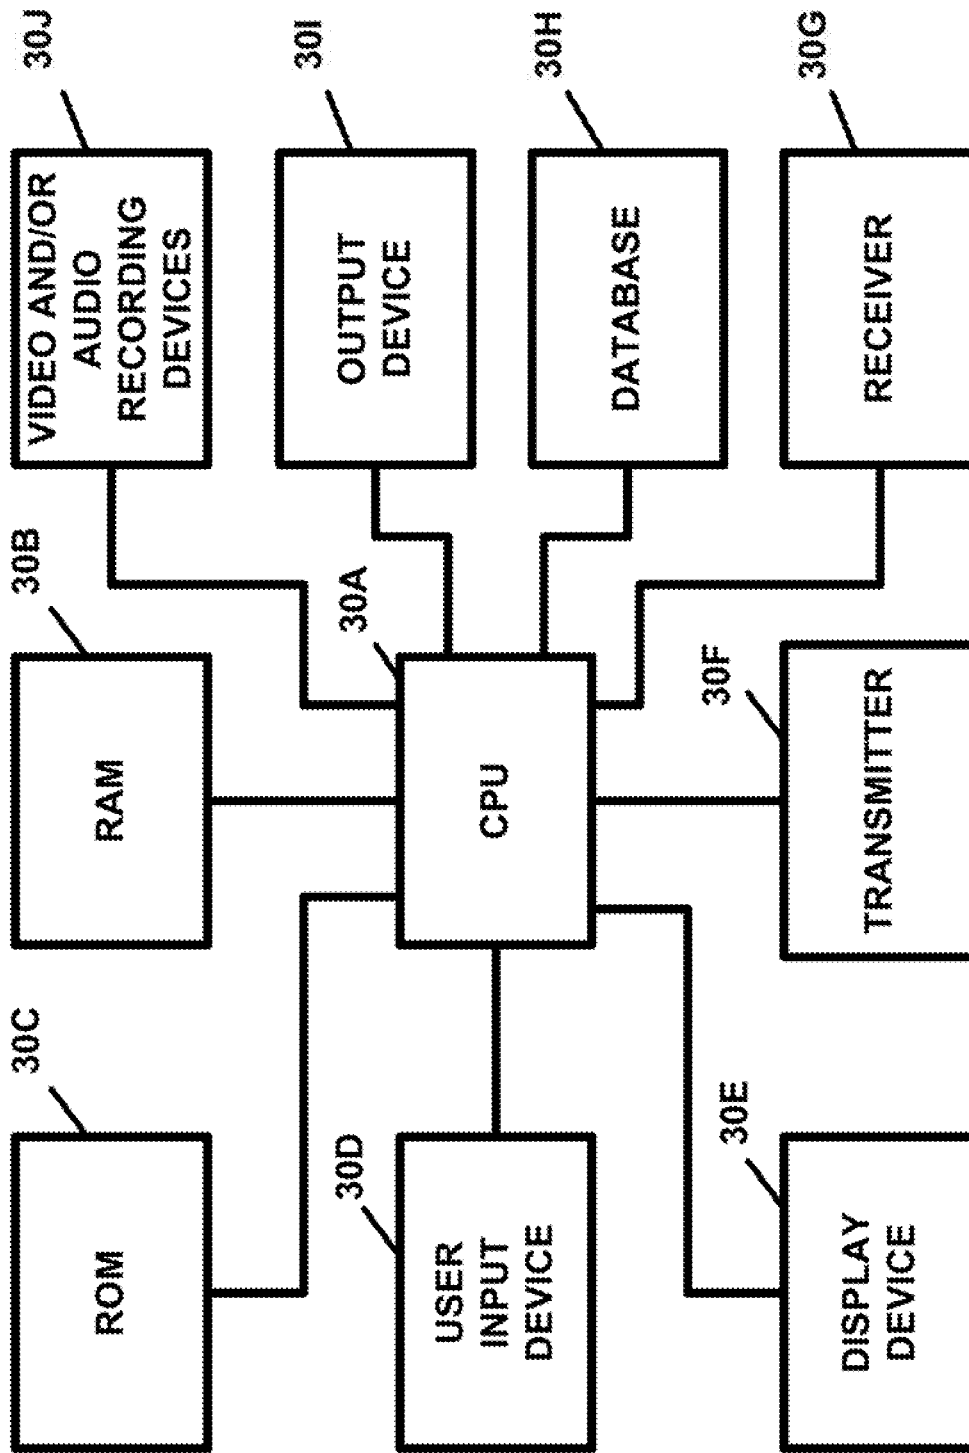 30C
ROM
30B
RAM
30J
VIDEO AND/OR
AUDIO
RECORDING
DEVICES
30I
OUTPUT
DEVICE
30D
USER
INPUT
DEVICE
30A
CPU
30H
DATABASE
30E
DISPLAY
DEVICE
30F
TRANSMITTER
30G
RECEIVER